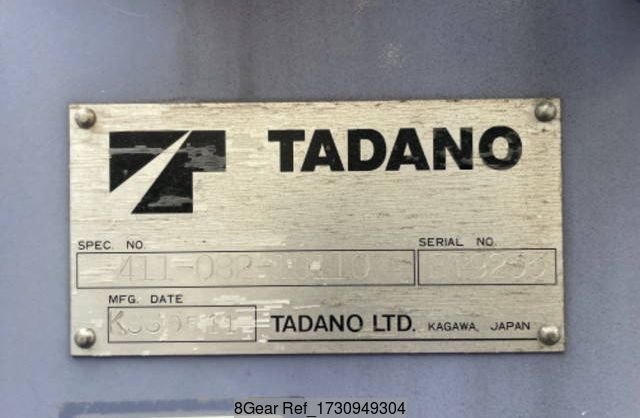 TADANO
SPEC. NO.
SERIAL NO.
MFG. DATE
TADANO LTD. KAGAWA, JAPAN
8Gear Ref_1730949304